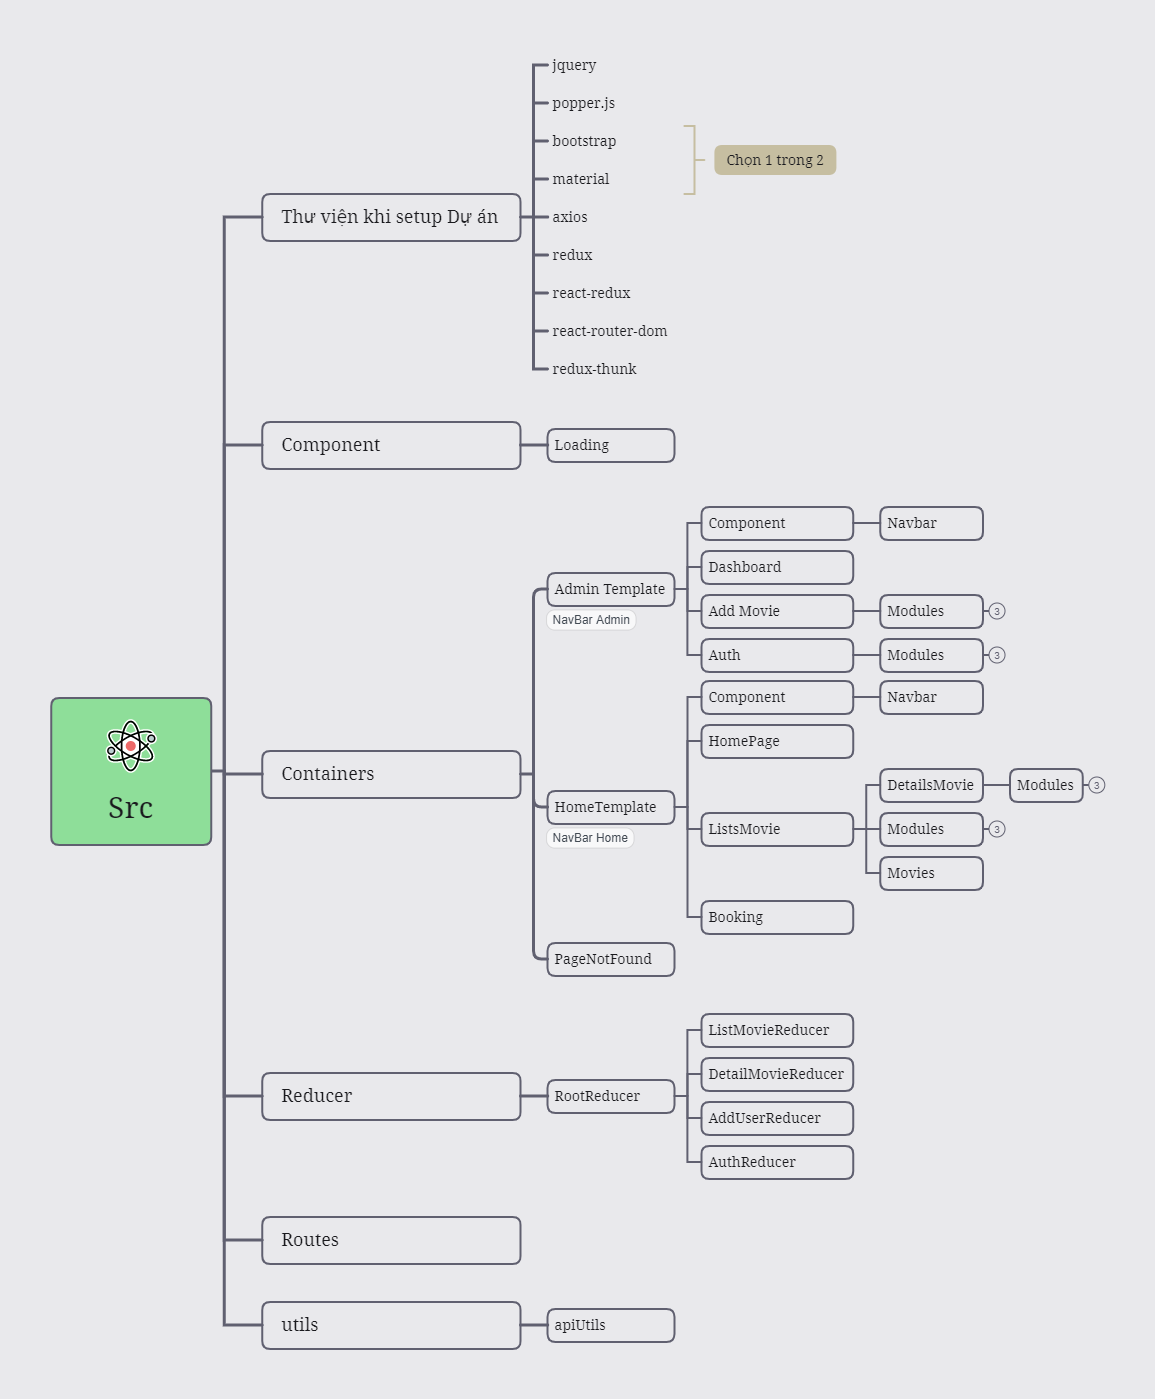 Src
Thư viện khi setup Dự án
jquery
popper.js
bootstrap
material
Chọn 1 trong 2
axios
redux
react-redux
react-router-dom
redux-thunk
Component
Loading
Containers
Admin Template
NavBar Admin
Component
Navbar
Dashboard
Add Movie
Modules
3
Auth
Modules
3
HomeTemplate
NavBar Home
Component
Navbar
HomePage
ListsMovie
DetailsMovie
Modules
3
Modules
3
Movies
Booking
PageNotFound
Reducer
RootReducer
ListMovieReducer
DetailMovieReducer
AddUserReducer
AuthReducer
Routes
utils
apiUtils